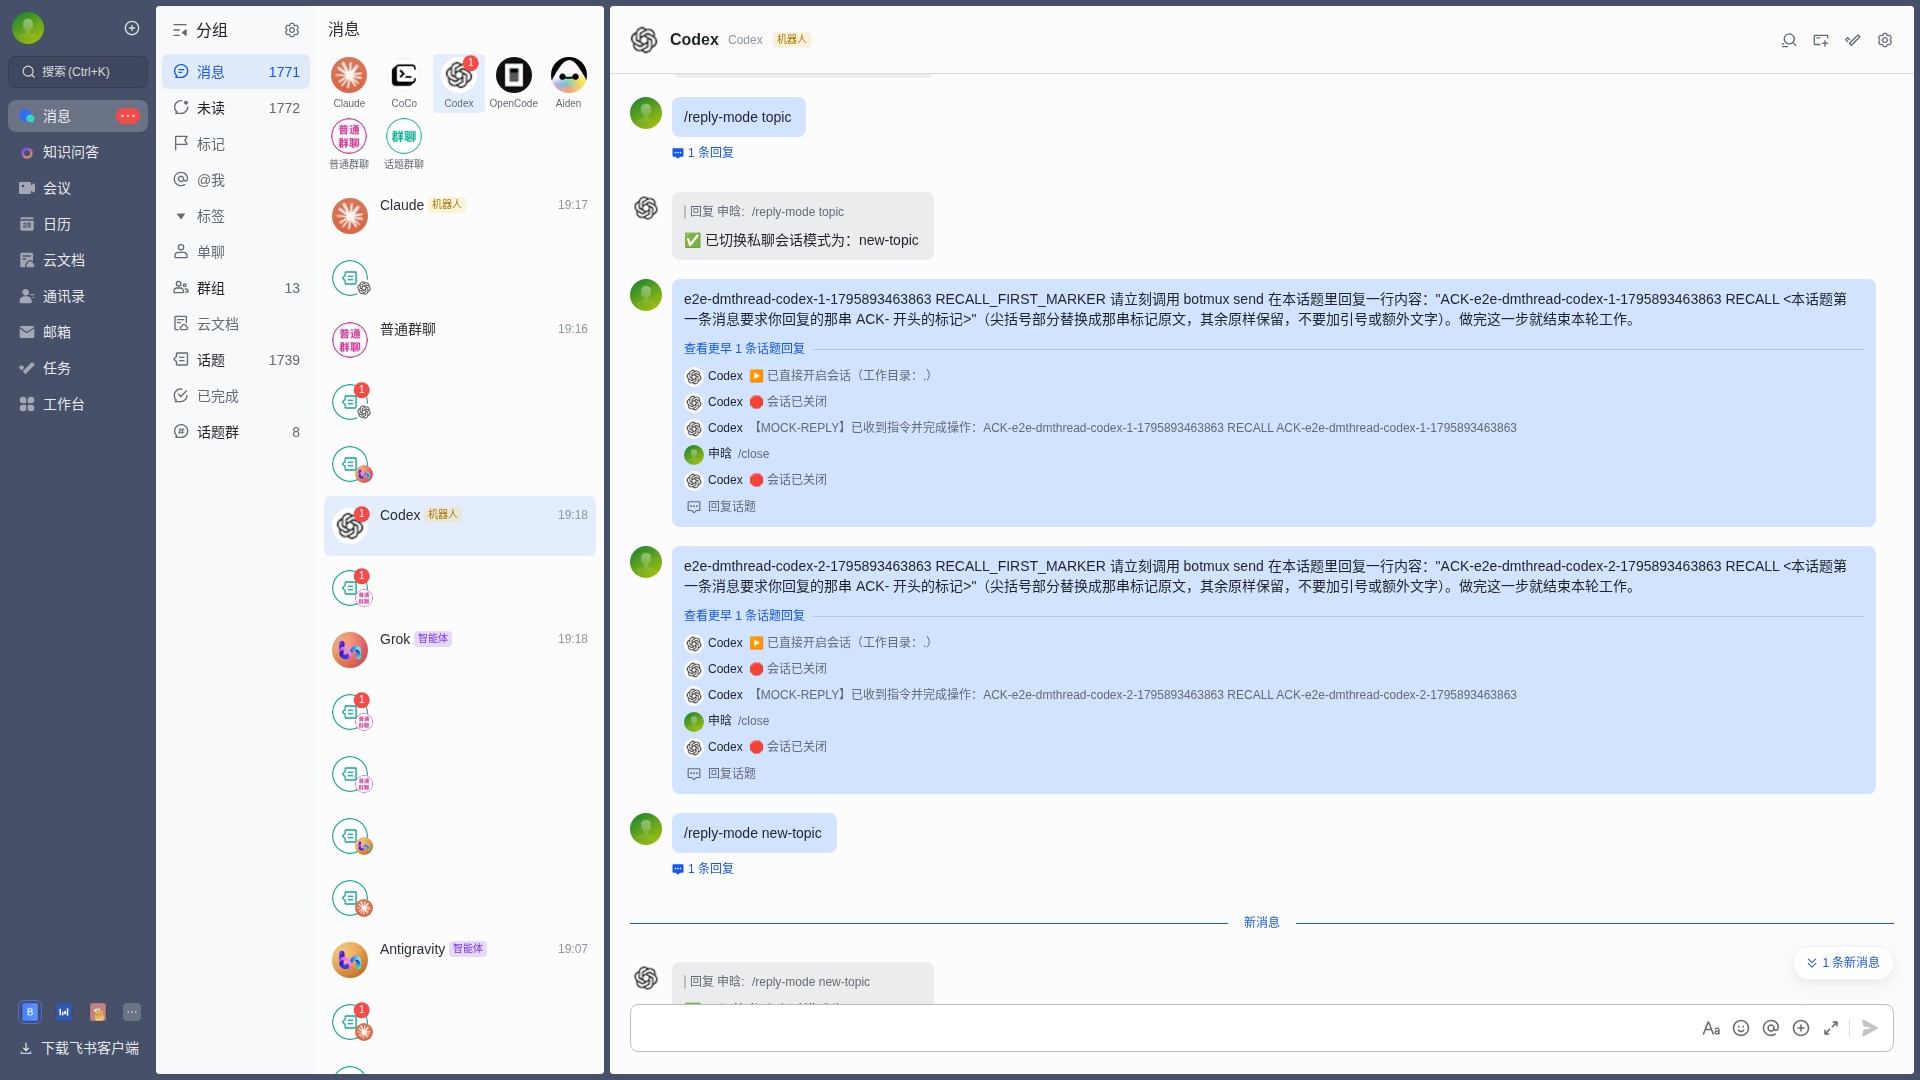 搜索 (Ctrl+K)
消息
知识问答
会议
日历
云文档
通讯录
邮箱
任务
工作台
下载飞书客户端
分组
消息 1771
未读 1772
标记
@我
标签
单聊
群组 13
云文档
话题 1739
已完成
话题群 8
消息
1
Claude CoCo Codex OpenCode Aiden
普通
群聊
群聊
普通群聊 话题群聊
Claude 机器人 19:17
普通
群聊
普通群聊 19:16
1
1
Codex 机器人 19:18
1
Grok 智能体 19:18
1
Antigravity 智能体 19:07
1
Codex Codex 机器人
/reply-mode topic
1 条回复
回复 申晗：/reply-mode topic
✅ 已切换私聊会话模式为：new-topic
e2e-dmthread-codex-1-1795893463863 RECALL_FIRST_MARKER 请立刻调用 botmux send 在本话题里回复一行内容："ACK-e2e-dmthread-codex-1-1795893463863 RECALL <本话题第
一条消息要求你回复的那串 ACK- 开头的标记>"（尖括号部分替换成那串标记原文，其余原样保留，不要加引号或额外文字）。做完这一步就结束本轮工作。
查看更早 1 条话题回复
Codex ▶️ 已直接开启会话（工作目录：.）
Codex 🛑 会话已关闭
Codex 【MOCK-REPLY】已收到指令并完成操作：ACK-e2e-dmthread-codex-1-1795893463863 RECALL ACK-e2e-dmthread-codex-1-1795893463863
申晗 /close
Codex 🛑 会话已关闭
回复话题
e2e-dmthread-codex-2-1795893463863 RECALL_FIRST_MARKER 请立刻调用 botmux send 在本话题里回复一行内容："ACK-e2e-dmthread-codex-2-1795893463863 RECALL <本话题第
一条消息要求你回复的那串 ACK- 开头的标记>"（尖括号部分替换成那串标记原文，其余原样保留，不要加引号或额外文字）。做完这一步就结束本轮工作。
查看更早 1 条话题回复
Codex ▶️ 已直接开启会话（工作目录：.）
Codex 🛑 会话已关闭
Codex 【MOCK-REPLY】已收到指令并完成操作：ACK-e2e-dmthread-codex-2-1795893463863 RECALL ACK-e2e-dmthread-codex-2-1795893463863
申晗 /close
Codex 🛑 会话已关闭
回复话题
/reply-mode new-topic
1 条回复
新消息
回复 申晗：/reply-mode new-topic
1 条新消息
Aa